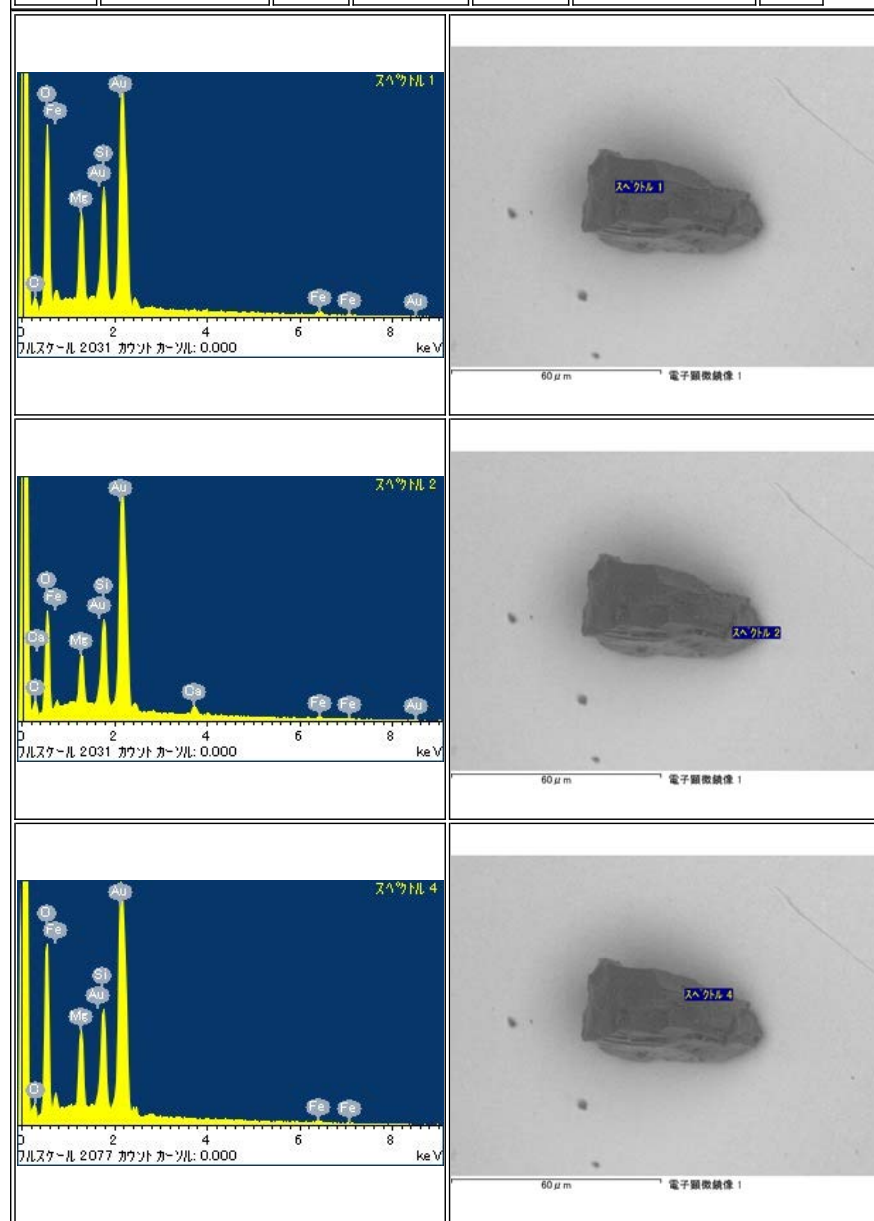 スペクトル 1
Au
O
Fe
Si
Au
Mg
C
Fe
Fe
Au
0 2 4 6 8
フルスケール 2031 カウント カーソル: 0.000 keV
スペクトル 1
60μm 電子顕微鏡像 1
スペクトル 2
Au
O
Fe
Si
Au
Ca
Mg
C
Ca
Fe
Fe
Au
0 2 4 6 8
フルスケール 2031 カウント カーソル: 0.000 keV
スペクトル 2
60μm 電子顕微鏡像 1
スペクトル 4
Au
O
Fe
Si
Au
Mg
C
Fe
Fe
0 2 4 6 8
フルスケール 2077 カウント カーソル: 0.000 keV
スペクトル 4
60μm 電子顕微鏡像 1